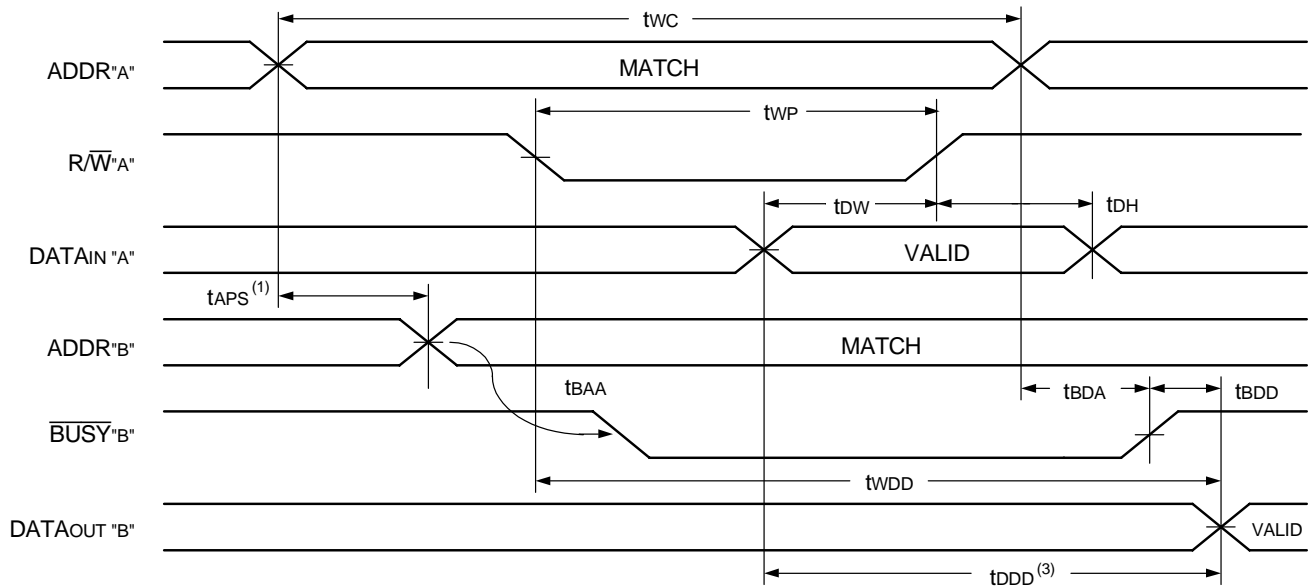 tWC
ADDR"A"
MATCH
tWP
R/W"A"
tDW
tDH
DATAIN "A"
VALID
tAPS(1)
ADDR"B"
MATCH
tBAA
tBDA
tBDD
BUSY"B"
tWDD
DATAOUT "B"
VALID
tDDD(3)